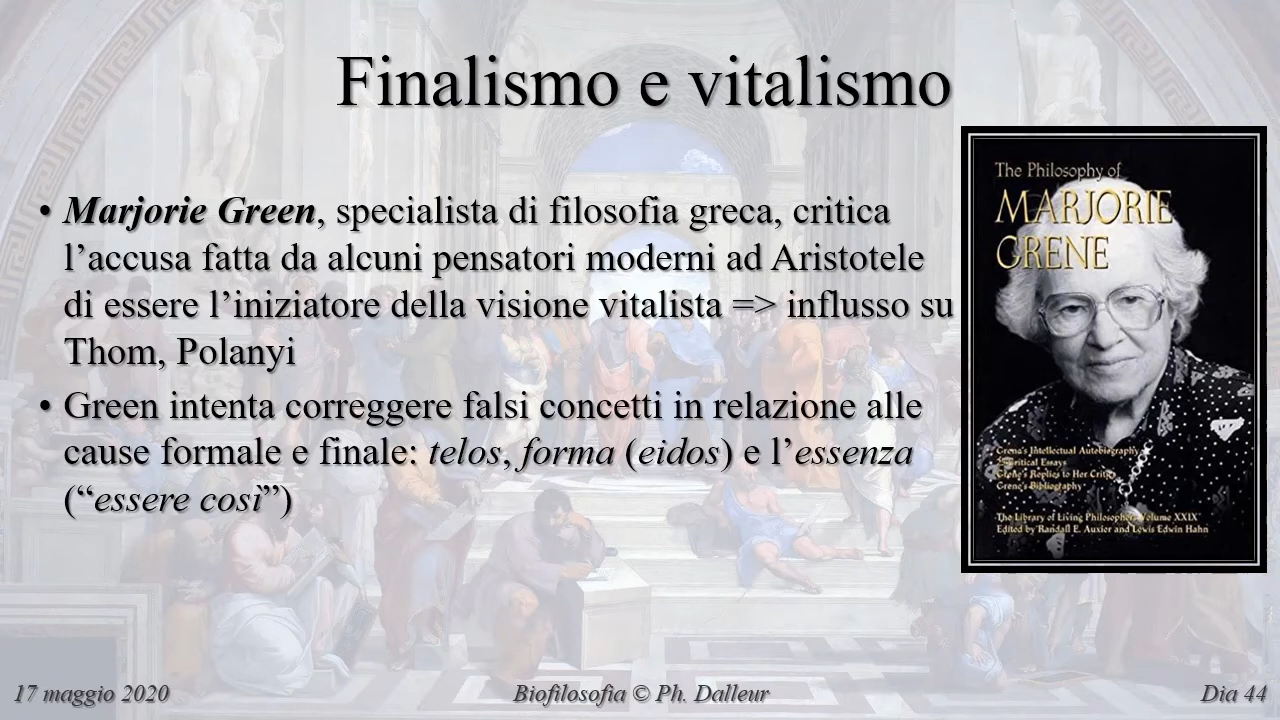 Finalismo e vitalismo
• Marjorie Green, specialista di filosofia greca, critica
l’accusa fatta da alcuni pensatori moderni ad Aristotele
di essere l’iniziatore della visione vitalista => influsso su
Thom, Polanyi
• Green intenta correggere falsi concetti in relazione alle
cause formale e finale: telos, forma (eidos) e l’essenza
(“essere così”)
The Philosophy of
MARJORIE
GRENE
Grene's Intellectual Autobiography
Critical Essays
Grene's Replies to Her Critics
Grene's Bibliography
The Library of Living Philosophers, Volume XXIX
Edited by Randall E. Auxier and Lewis Edwin Hahn
17 maggio 2020
Biofilosofia © Ph. Dalleur
Dia 44